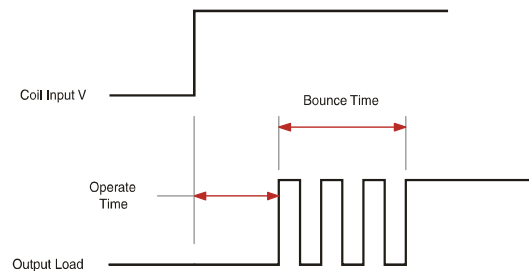 Coil Input V
Bounce Time
Operate
Time
Output Load